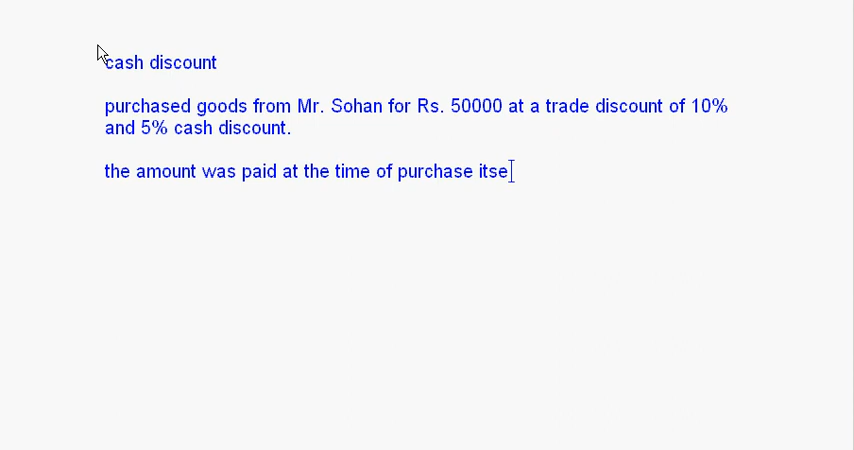 cash discount
purchased goods from Mr. Sohan for Rs. 50000 at a trade discount of 10%
and 5% cash discount.
the amount was paid at the time of purchase itse